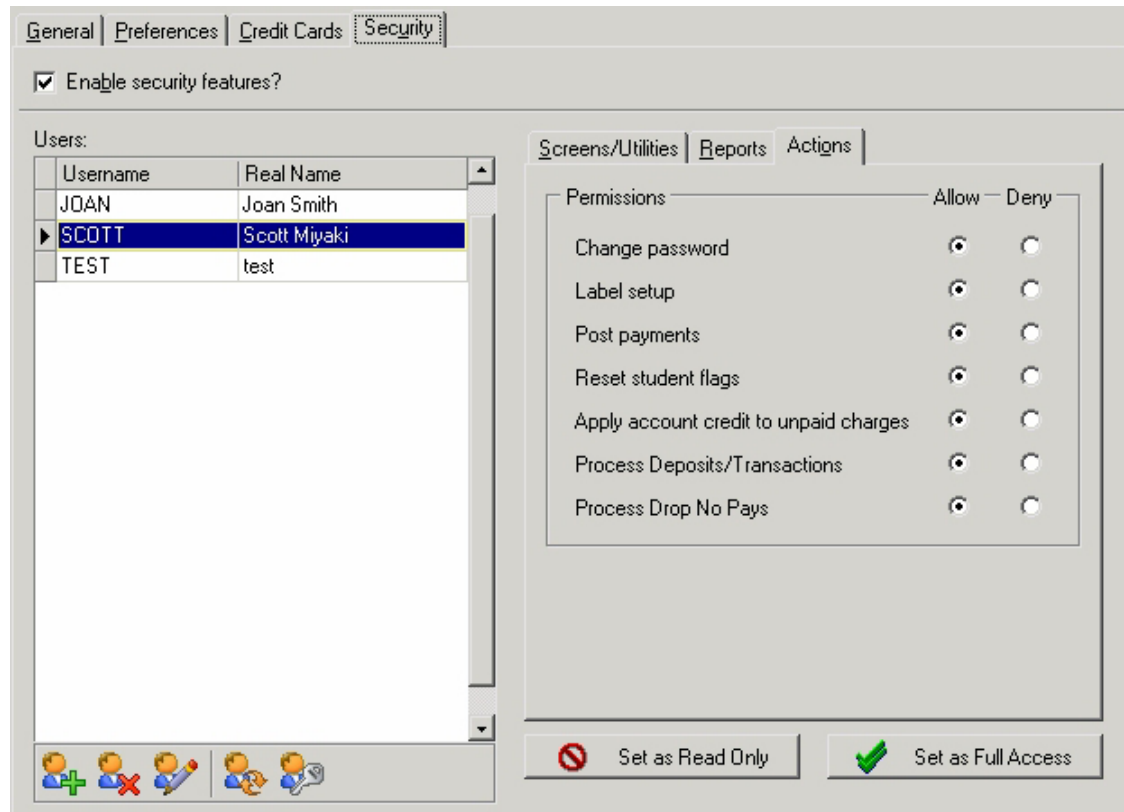 General Preferences Credit Cards Security
Enable security features?
Users:
Username Real Name
JOAN Joan Smith
SCOTT Scott Miyaki
TEST test
Screens/Utilities Reports Actions
Permissions Allow Deny
Change password
Label setup
Post payments
Reset student flags
Apply account credit to unpaid charges
Process Deposits/Transactions
Process Drop No Pays
Set as Read Only Set as Full Access